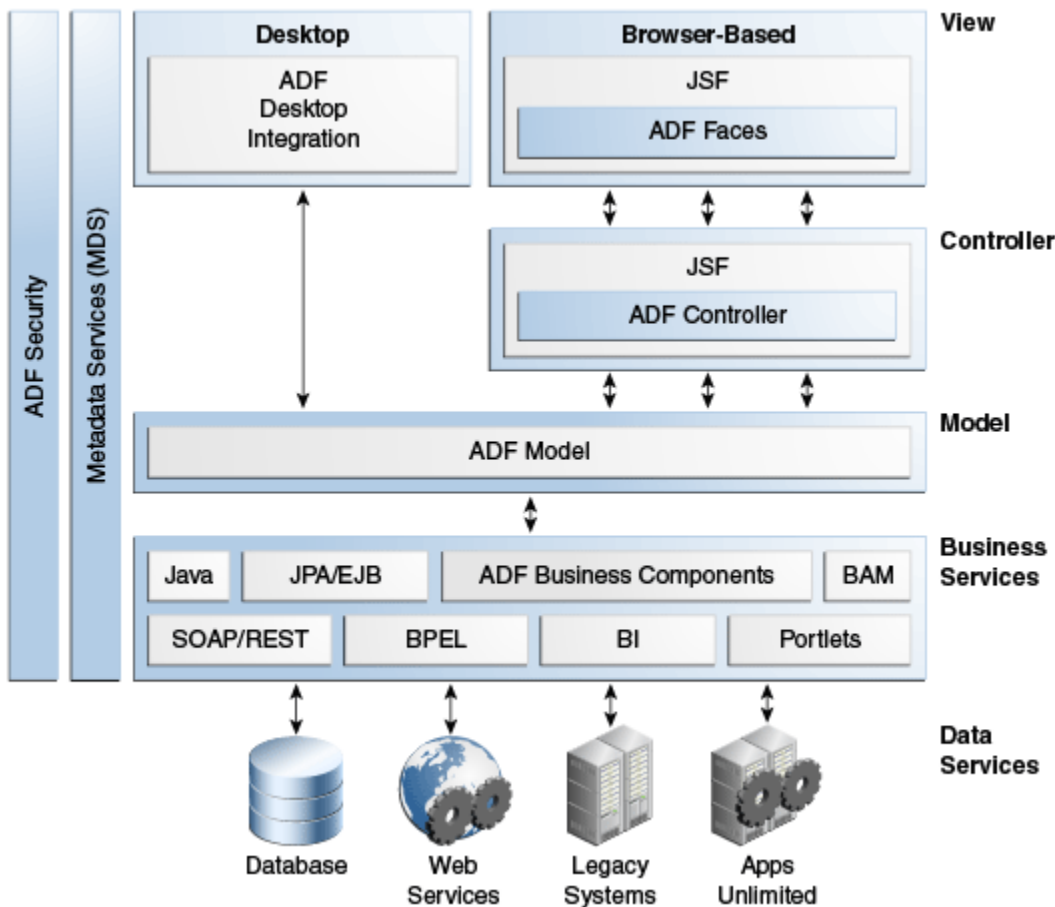 ADF Security
Metadata Services (MDS)
Desktop
ADF
Desktop
Integration
Browser-Based
JSF
ADF Faces
View
JSF
ADF Controller
Controller
ADF Model
Model
Java
JPA/EJB
ADF Business Components
BAM
SOAP/REST
BPEL
BI
Portlets
Business
Services
Database
Web
Services
Legacy
Systems
Apps
Unlimited
Data
Services